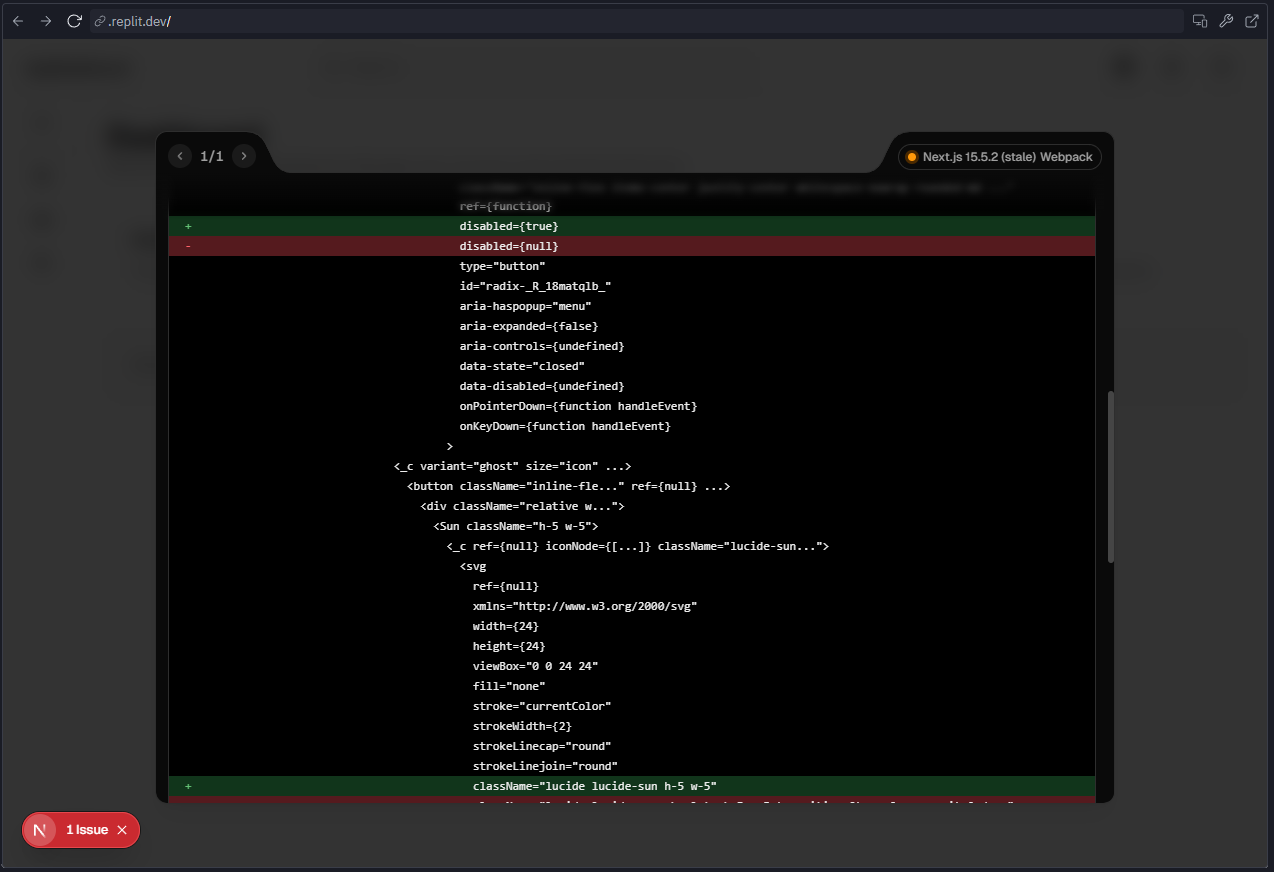 .replit.dev/
1/1
Next.js 15.5.2 (stale) Webpack
ref={function}
+ disabled={true}
- disabled={null}
type="button"
id="radix-_R_18matqlb_"
aria-haspopup="menu"
aria-expanded={false}
aria-controls={undefined}
data-state="closed"
data-disabled={undefined}
onPointerDown={function handleEvent}
onKeyDown={function handleEvent}
>
<_c variant="ghost" size="icon" ...>
<button className="inline-fle..." ref={null} ...>
<div className="relative w...">
<Sun className="h-5 w-5">
<_c ref={null} iconNode={[...]} className="lucide-sun...">
<svg
ref={null}
xmlns="http://www.w3.org/2000/svg"
width={24}
height={24}
viewBox="0 0 24 24"
fill="none"
stroke="currentColor"
strokeWidth={2}
strokeLinecap="round"
strokeLinejoin="round"
+ className="lucide lucide-sun h-5 w-5"
N 1 Issue